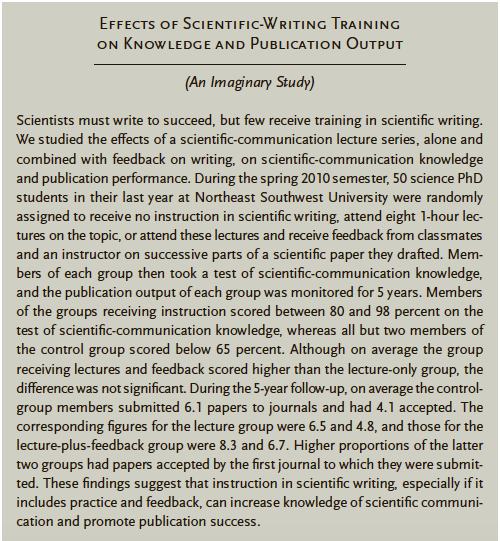 Effects of Scientific-Writing Training
on Knowledge and Publication Output
(An Imaginary Study)
Scientists must write to succeed, but few receive training in scientific writing.
We studied the effects of a scientific-communication lecture series, alone and
combined with feedback on writing, on scientific-communication knowledge
and publication performance. During the spring 2010 semester, 50 science PhD
students in their last year at Northeast Southwest University were randomly
assigned to receive no instruction in scientific writing, attend eight 1-hour lec-
tures on the topic, or attend these lectures and receive feedback from classmates
and an instructor on successive parts of a scientific paper they drafted. Mem-
bers of each group then took a test of scientific-communication knowledge,
and the publication output of each group was monitored for 5 years. Members
of the groups receiving instruction scored between 80 and 98 percent on the
test of scientific-communication knowledge, whereas all but two members of
the control group scored below 65 percent. Although on average the group
receiving lectures and feedback scored higher than the lecture-only group, the
difference was not significant. During the 5-year follow-up, on average the control-
group members submitted 6.1 papers to journals and had 4.1 accepted. The
corresponding figures for the lecture group were 6.5 and 4.8, and those for the
lecture-plus-feedback group were 8.3 and 6.7. Higher proportions of the latter
two groups had papers accepted by the first journal to which they were submit-
ted. These findings suggest that instruction in scientific writing, especially if it
includes practice and feedback, can increase knowledge of scientific communi-
cation and promote publication success.